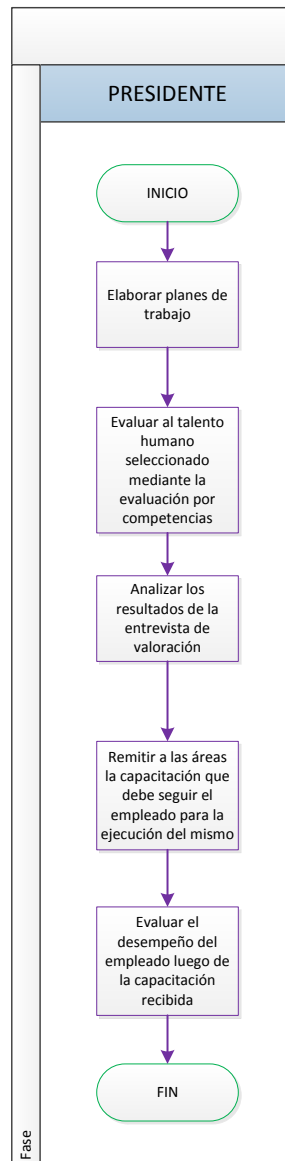 PRESIDENTE
INICIO
Elaborar planes de
trabajo
Evaluar al talento
humano
seleccionado
mediante la
evaluación por
competencias
Analizar los
resultados de la
entrevista de
valoración
Remitir a las áreas
la capacitación que
debe seguir el
empleado para la
ejecución del mismo
Evaluar el
desempeño del
empleado luego de
la capacitación
recibida
FIN
Fase